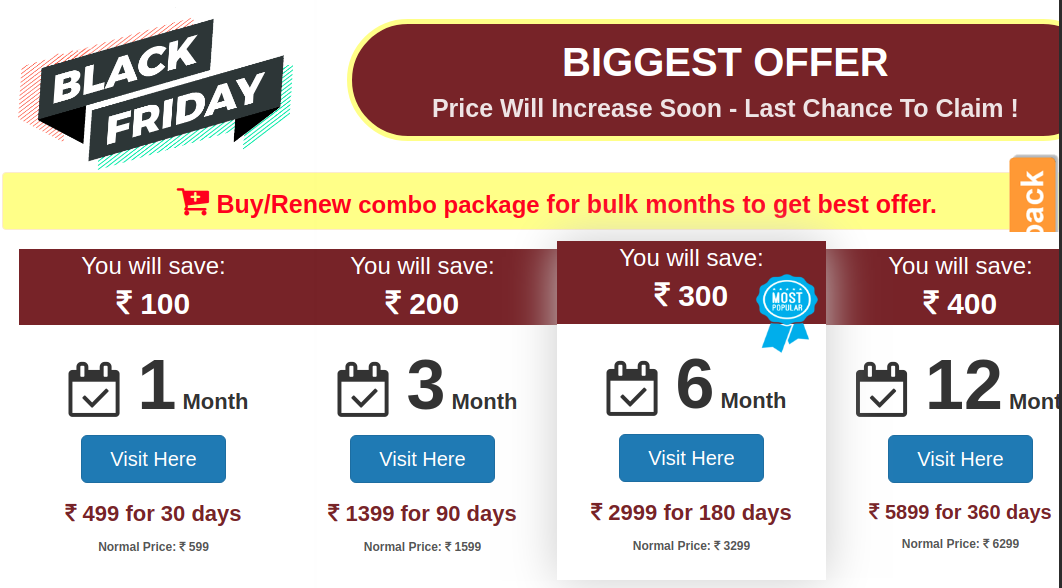 BLACK
FRIDAY
BIGGEST OFFER
Price Will Increase Soon - Last Chance To Claim !
Buy/Renew combo package for bulk months to get best offer.
You will save:
₹ 100
1 Month
Visit Here
₹ 499 for 30 days
Normal Price: ₹ 599
You will save:
₹ 200
3 Month
Visit Here
₹ 1399 for 90 days
Normal Price: ₹ 1599
You will save:
₹ 300
MOST
POPULAR
6 Month
Visit Here
₹ 2999 for 180 days
Normal Price: ₹ 3299
You will save:
₹ 400
12 Mont
Visit Here
₹ 5899 for 360 days
Normal Price: ₹ 6299